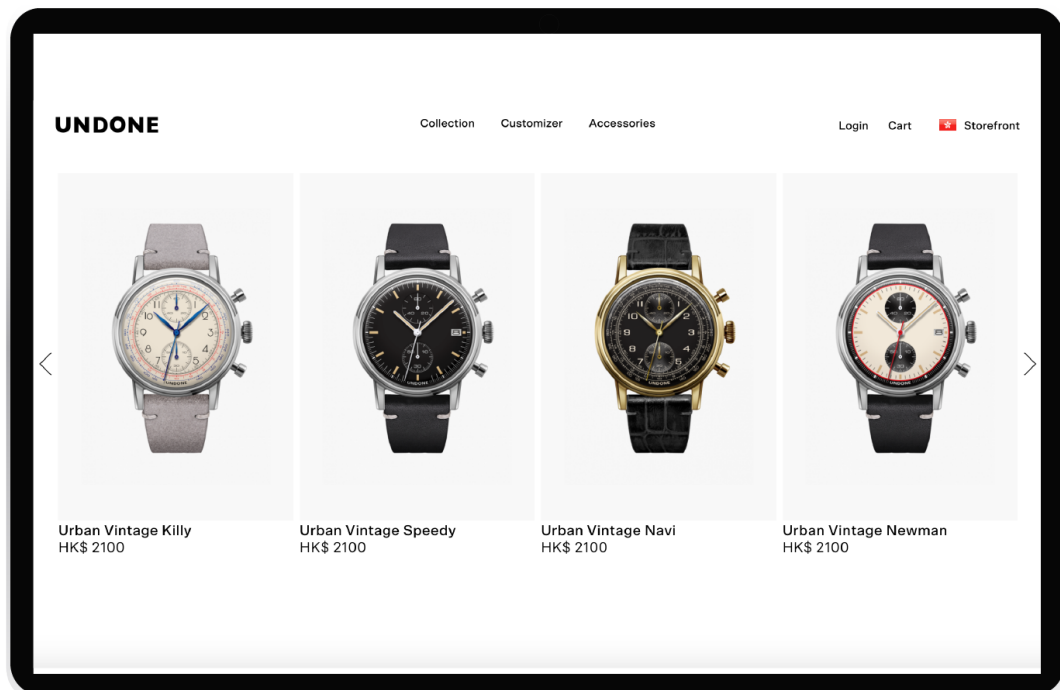 UNDONE
Collection Customizer Accessories
Login Cart Storefront
Urban Vintage Killy
HK$ 2100
Urban Vintage Speedy
HK$ 2100
Urban Vintage Navi
HK$ 2100
Urban Vintage Newman
HK$ 2100